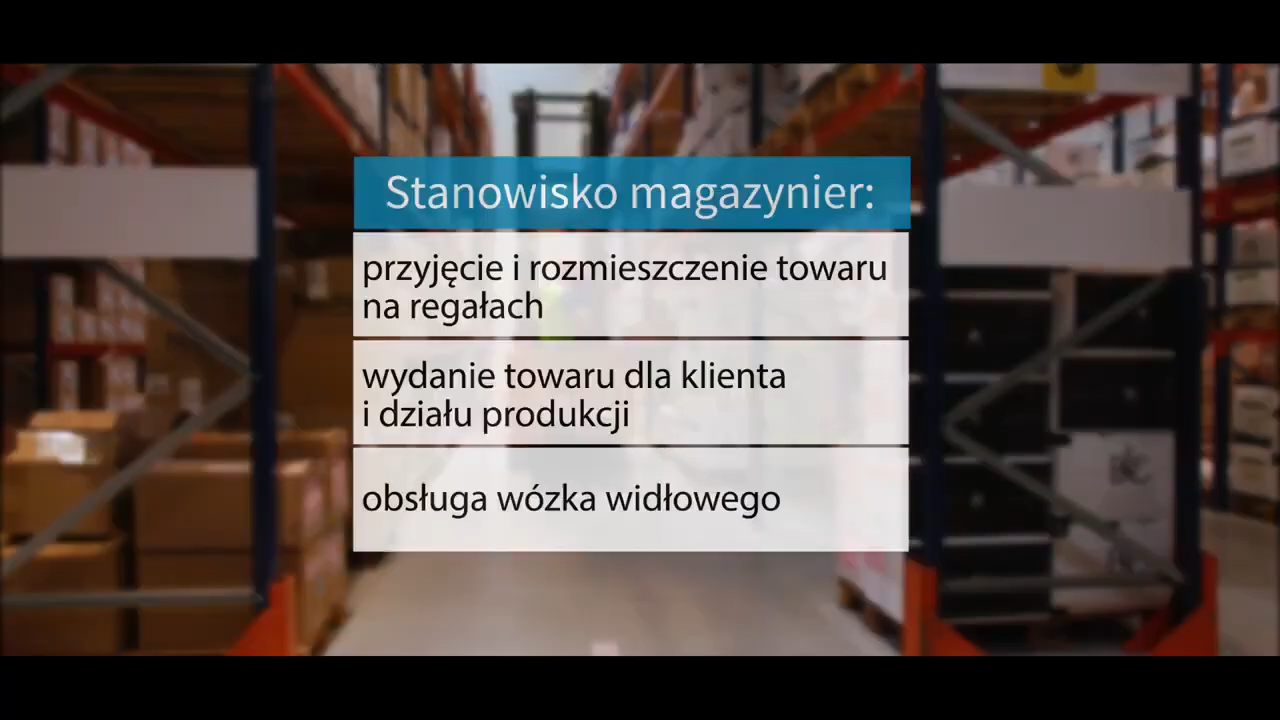 Stanowisko magazynier:
przyjęcie i rozmieszczenie towaru
na regałach
wydanie towaru dla klienta
i działu produkcji
obsługa wózka widłowego